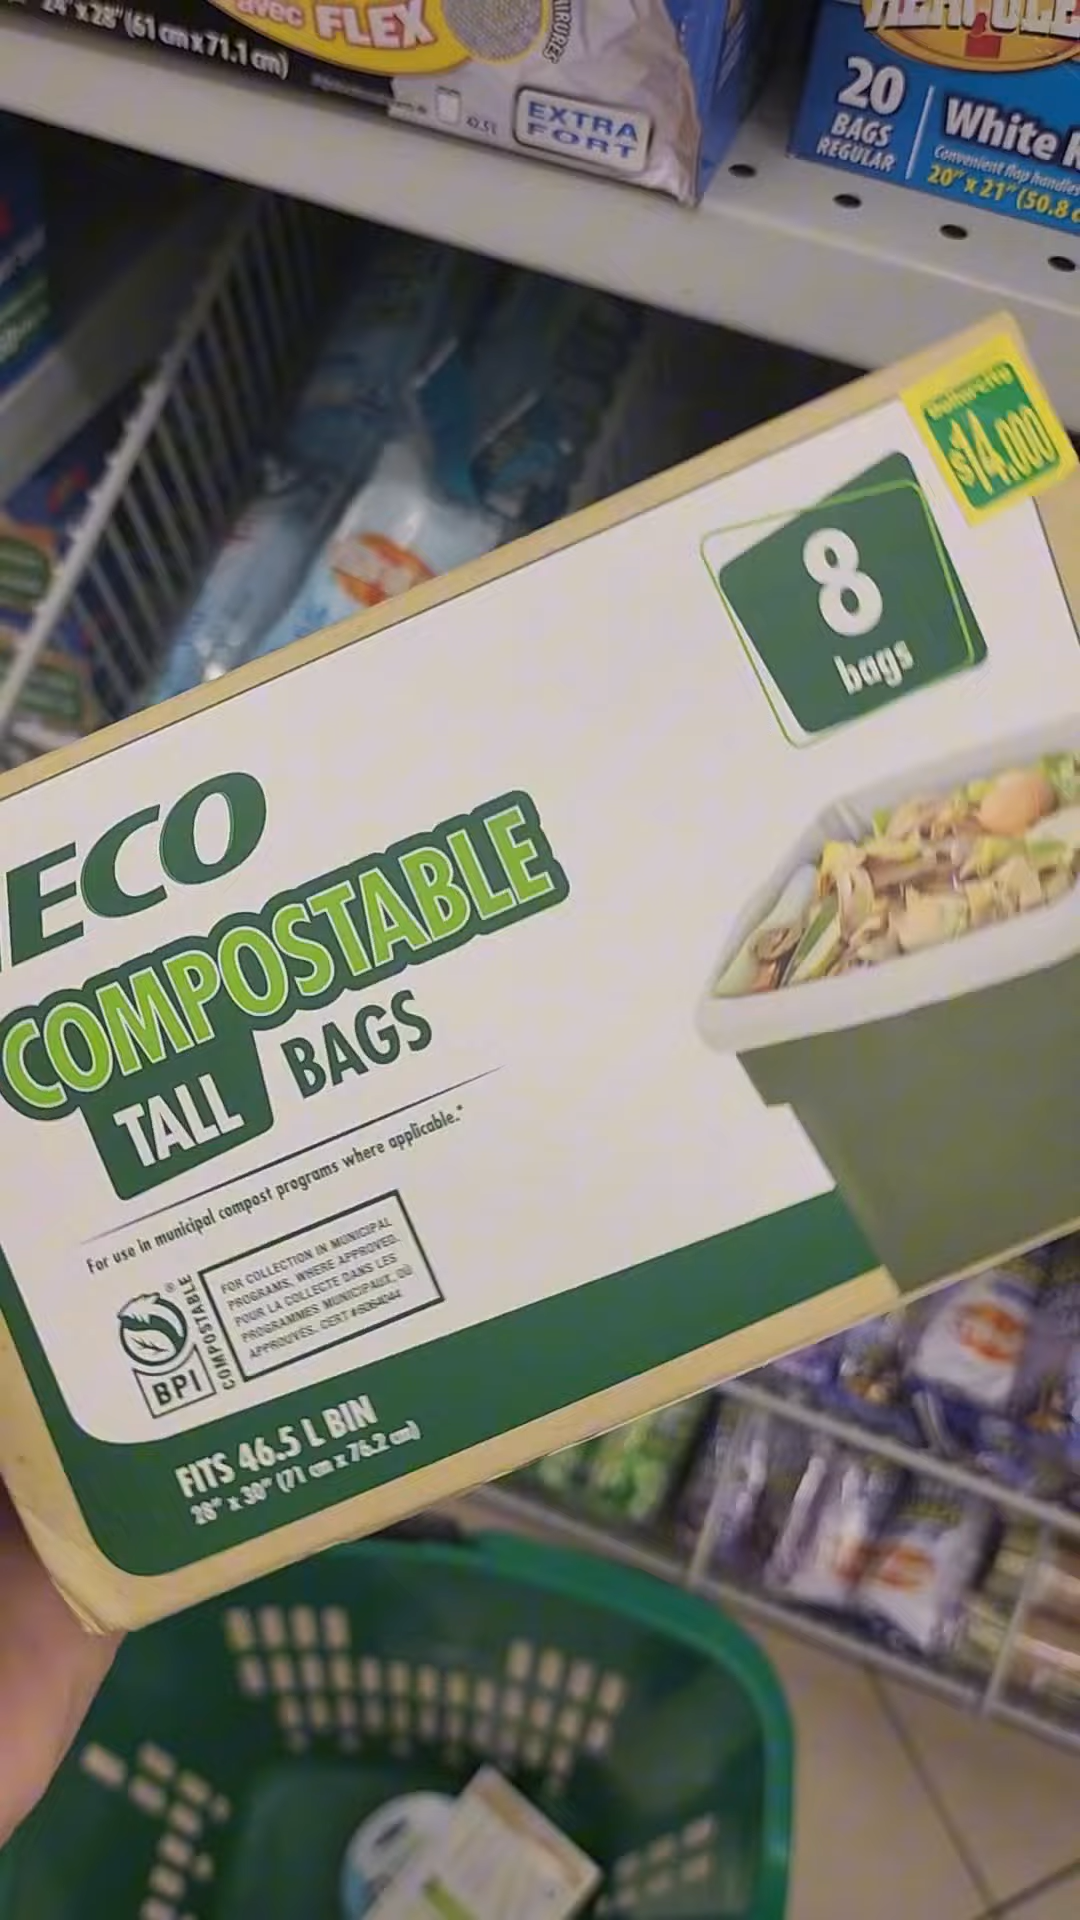 24" x 28" (61 cm x 71.1 cm)
avec FLEX
EXTRA
FORT
20
BAGS
REGULAR
White
Convenient flap handles
20" x 21" (50.8 c
$14.000
8
bags
ECO
COMPOSTABLE
TALL BAGS
For use in municipal compost programs where applicable.*
BPI
®
COMPOSTABLE
FOR COLLECTION IN MUNICIPAL
PROGRAMS, WHERE APPROVED.
POUR LA COLLECTE DANS LES
PROGRAMMES MUNICIPAUX, OÙ
APPROUVÉS. CERT #
FITS 46.5 L BIN
28" x 30" (71 cm x 76.2 cm)